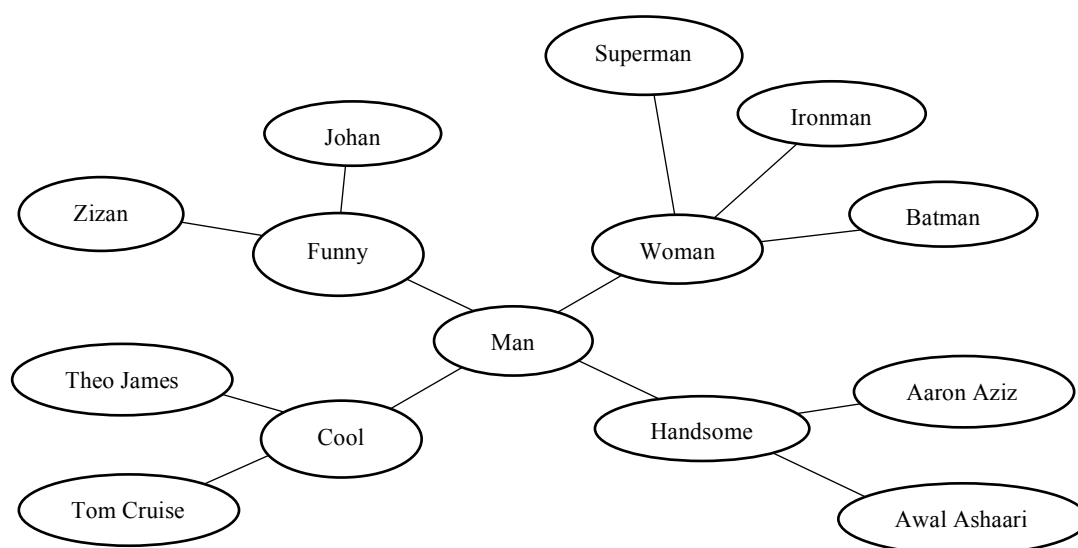 Superman
Ironman
Johan
Zizan
Batman
Funny
Woman
Man
Theo James
Aaron Aziz
Cool
Handsome
Tom Cruise
Awal Ashaari